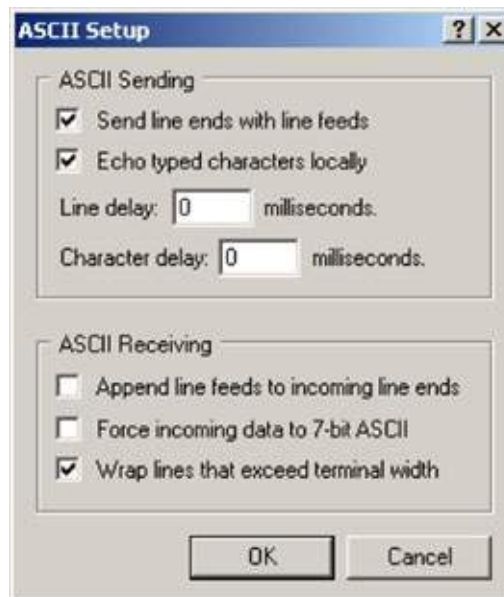 ASCII Setup
ASCII Sending
Send line ends with line feeds
Echo typed characters locally
Line delay: 0 milliseconds.
Character delay: 0 milliseconds.
ASCII Receiving
Append line feeds to incoming line ends
Force incoming data to 7-bit ASCII
Wrap lines that exceed terminal width
OK Cancel